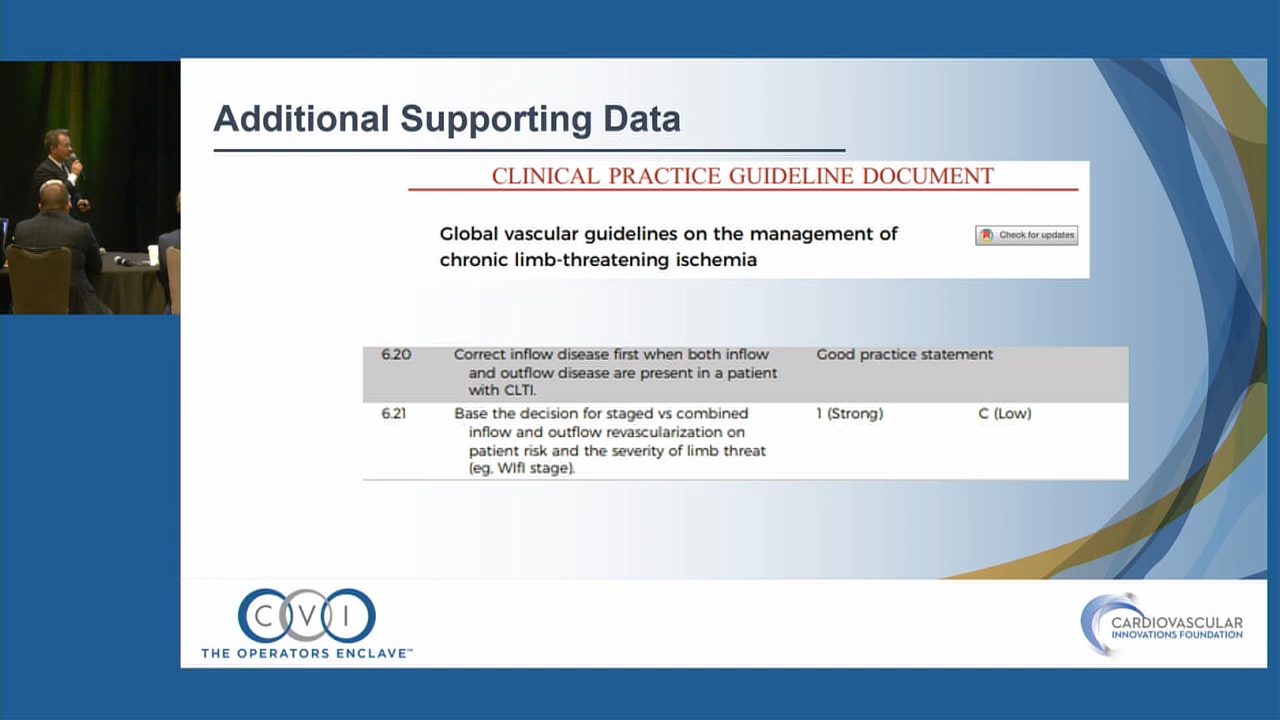 Additional Supporting Data
CLINICAL PRACTICE GUIDELINE DOCUMENT
Global vascular guidelines on the management of
chronic limb-threatening ischemia
Check for updates
6.20 Correct inflow disease first when both inflow Good practice statement
and outflow disease are present in a patient
with CLTI.
6.21 Base the decision for staged vs combined 1 (Strong) C (Low)
inflow and outflow revascularization on
patient risk and the severity of limb threat
(eg, WIfI stage).
CVI
THE OPERATORS ENCLAVE™
CARDIOVASCULAR
INNOVATIONS FOUNDATION